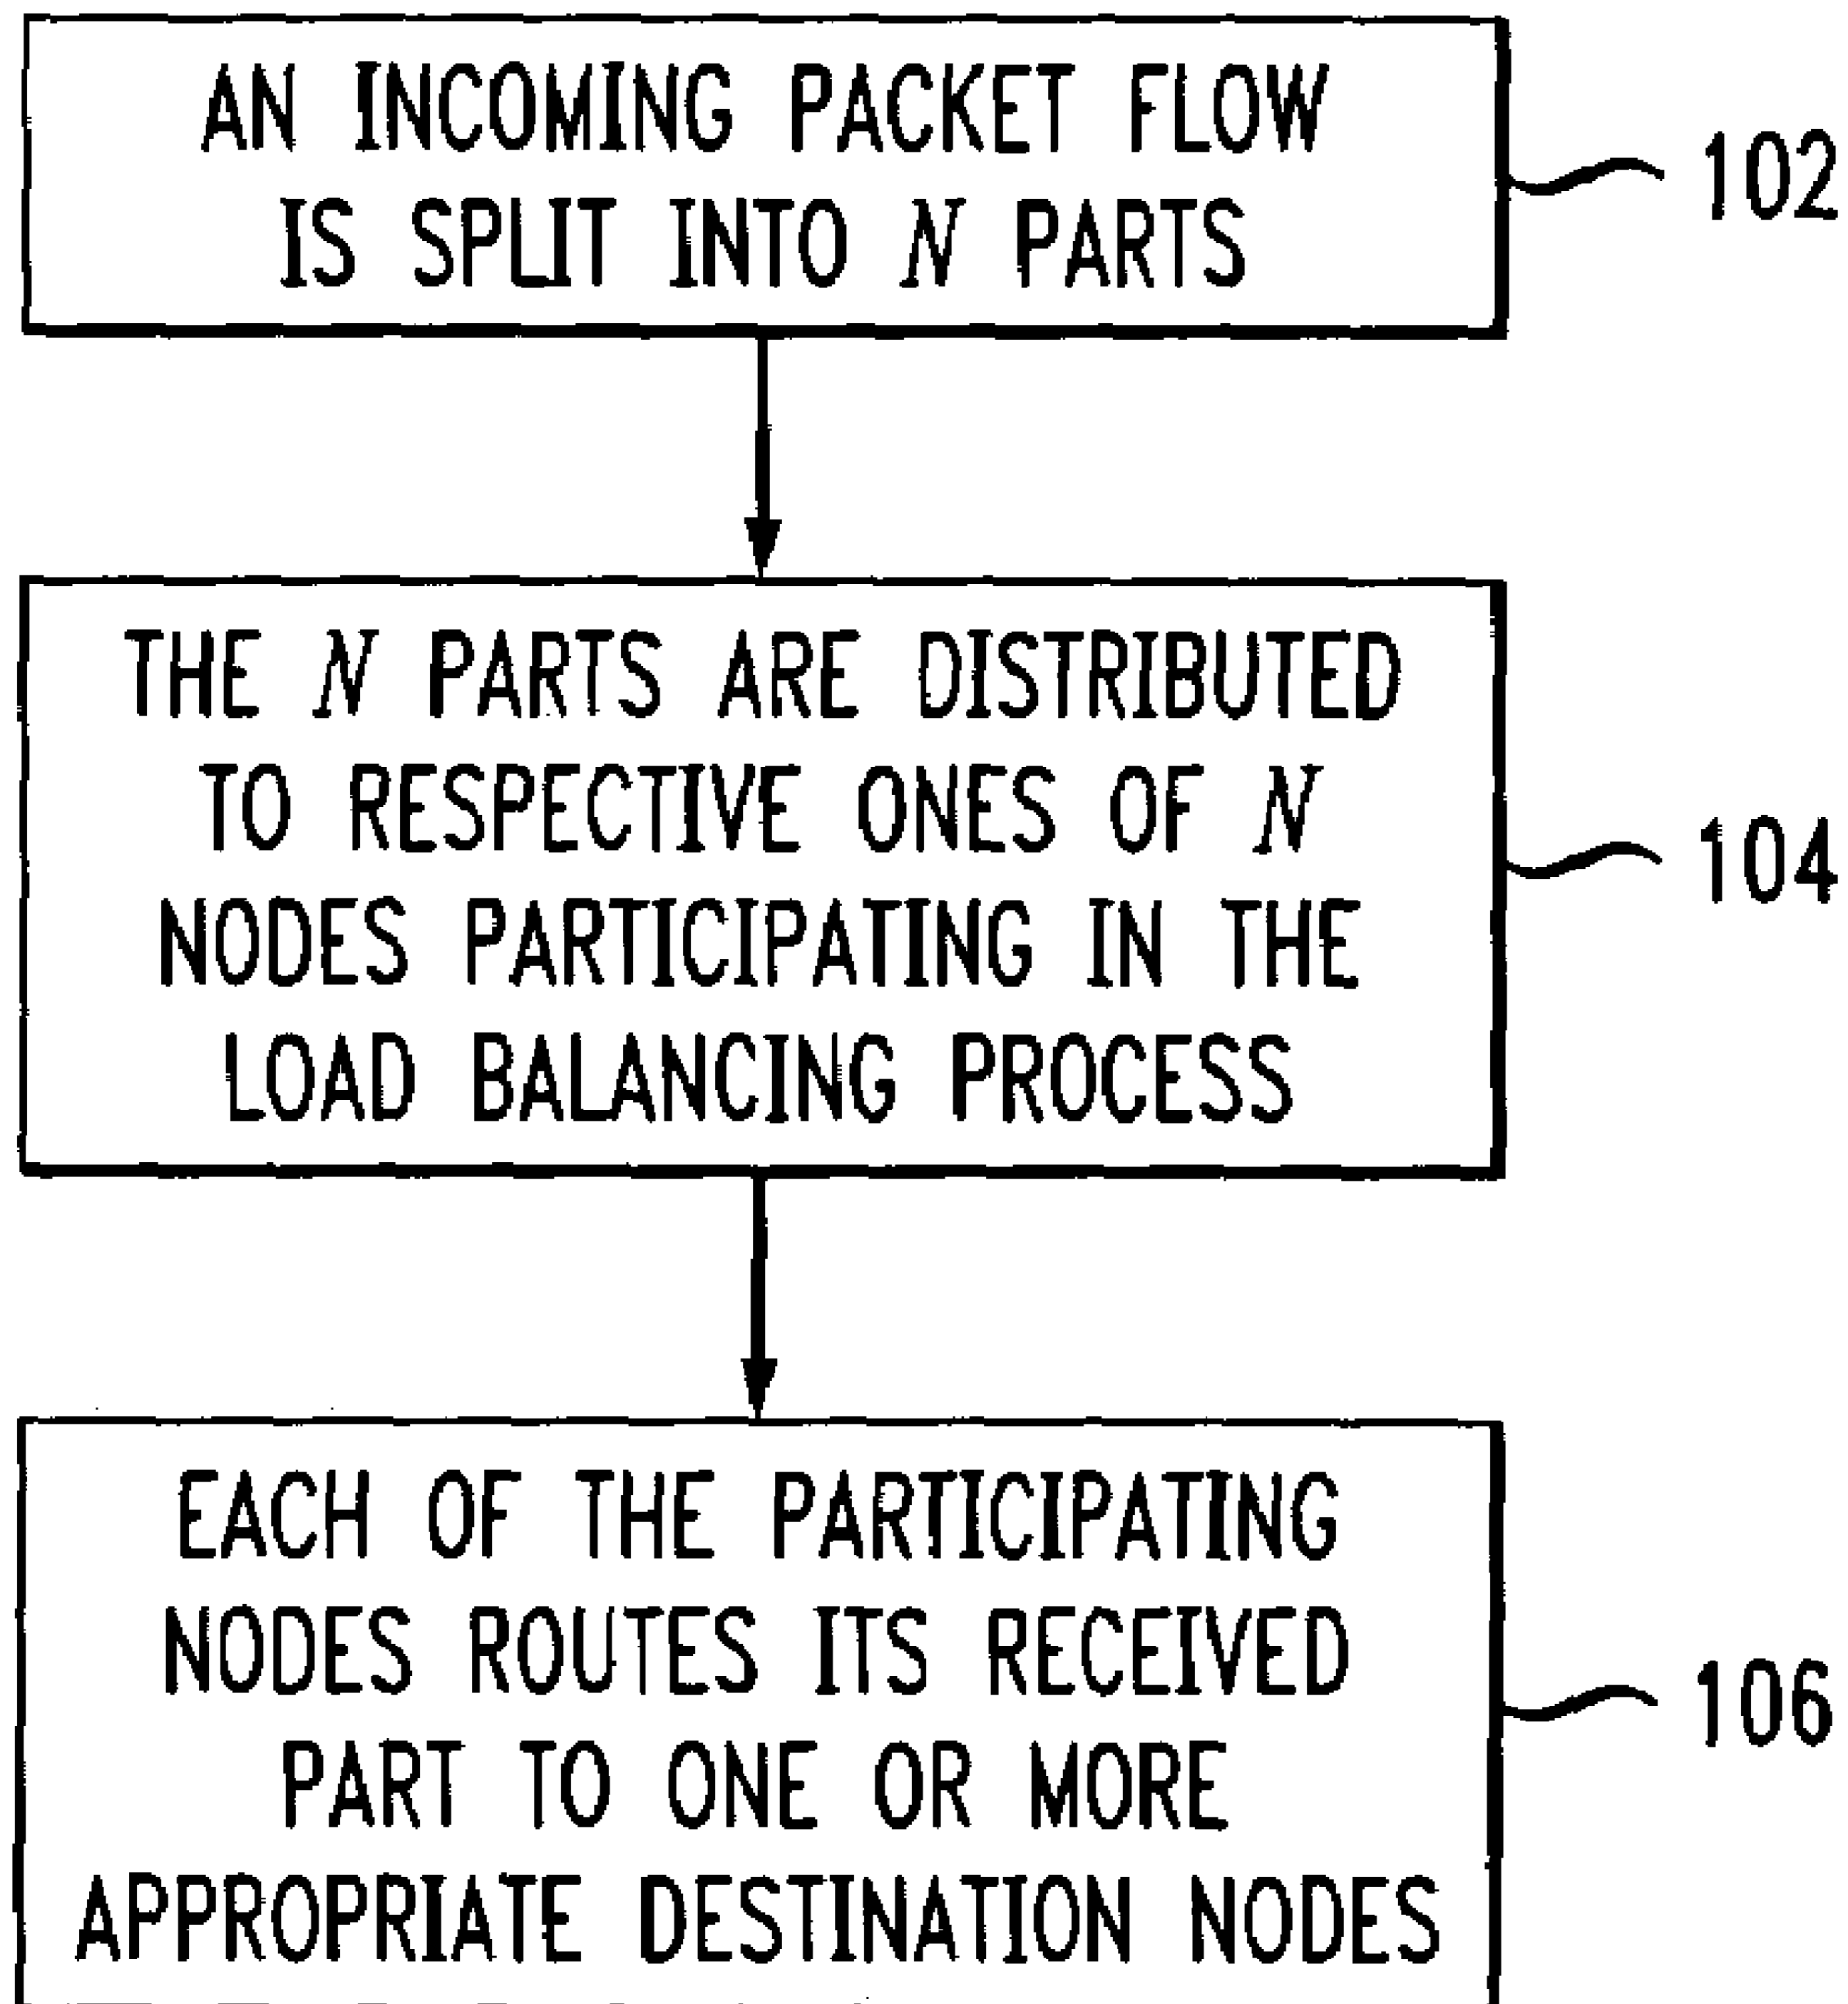 AN INCOMING PACKET FLOW
IS SPLIT INTO N PARTS
102
THE N PARTS ARE DISTRIBUTED
TO RESPECTIVE ONES OF N
NODES PARTICIPATING IN THE
LOAD BALANCING PROCESS
104
EACH OF THE PARTICIPATING
NODES ROUTES ITS RECEIVED
PART TO ONE OR MORE
APPROPRIATE DESTINATION NODES
106